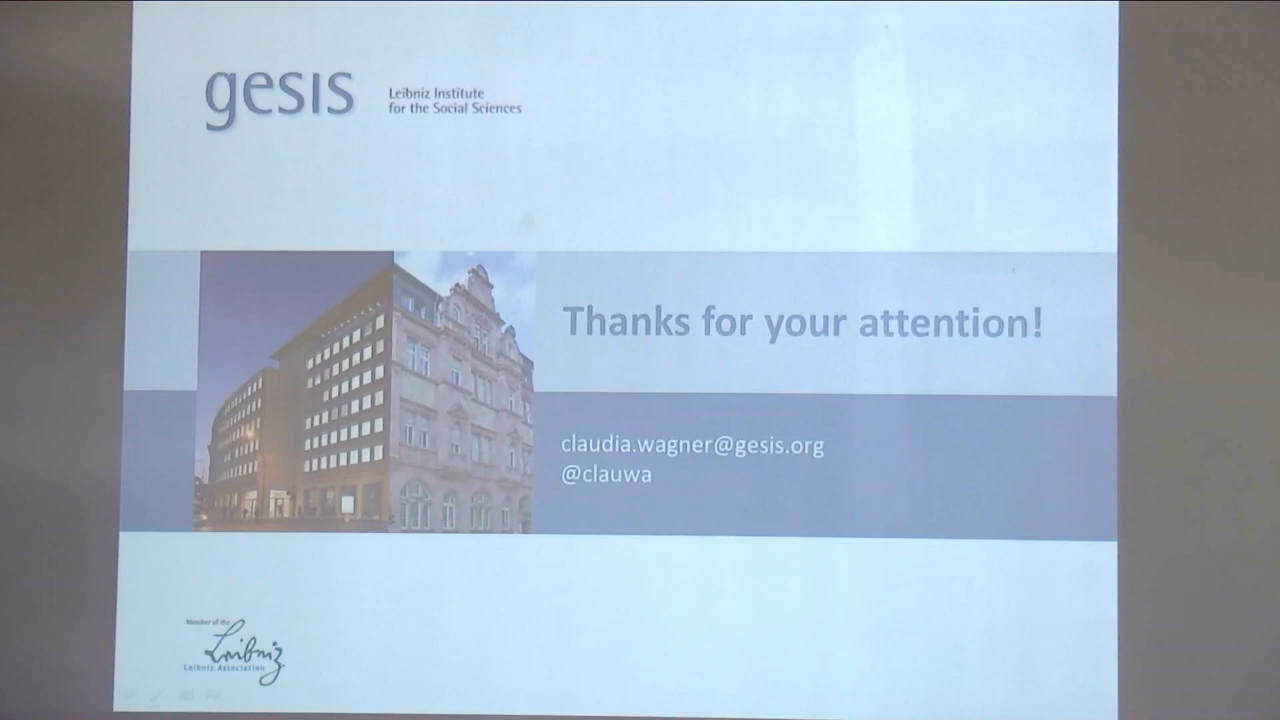 gesis
Leibniz Institute
for the Social Sciences
Thanks for your attention!
claudia.wagner@gesis.org
@clauwa
Member of the
Leibniz
Leibniz Association